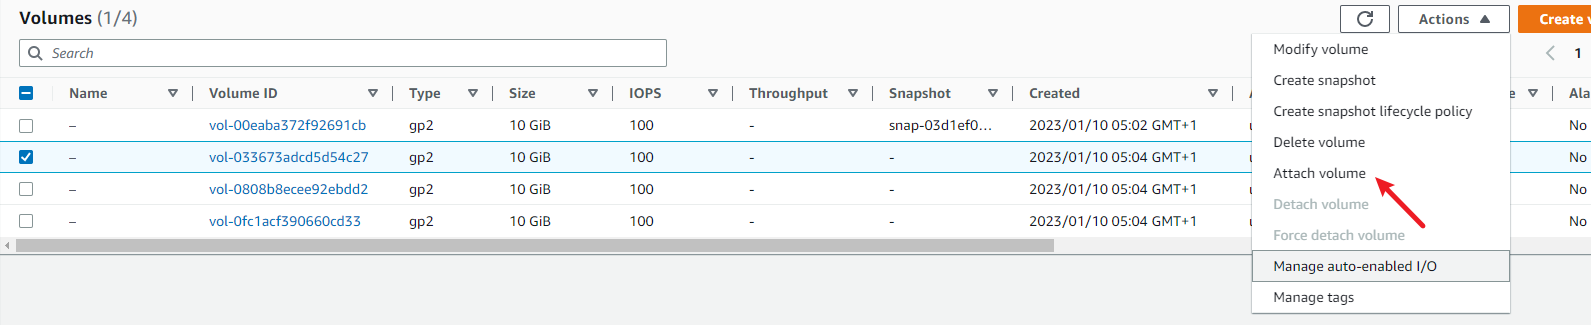 Volumes (1/4)
Actions
Create v
Search
1
Name Volume ID Type Size IOPS Throughput Snapshot Created A e Ala
– vol-00eaba372f92691cb gp2 10 GiB 100 - snap-03d1ef0... 2023/01/10 05:02 GMT+1 No
– vol-033673adcd5d54c27 gp2 10 GiB 100 - - 2023/01/10 05:04 GMT+1 No
– vol-0808b8ecee92ebdd2 gp2 10 GiB 100 - - 2023/01/10 05:04 GMT+1 No
– vol-0fc1acf390660cd33 gp2 10 GiB 100 - - 2023/01/10 05:04 GMT+1 No
Modify volume
Create snapshot
Create snapshot lifecycle policy
Delete volume
Attach volume
Detach volume
Force detach volume
Manage auto-enabled I/O
Manage tags